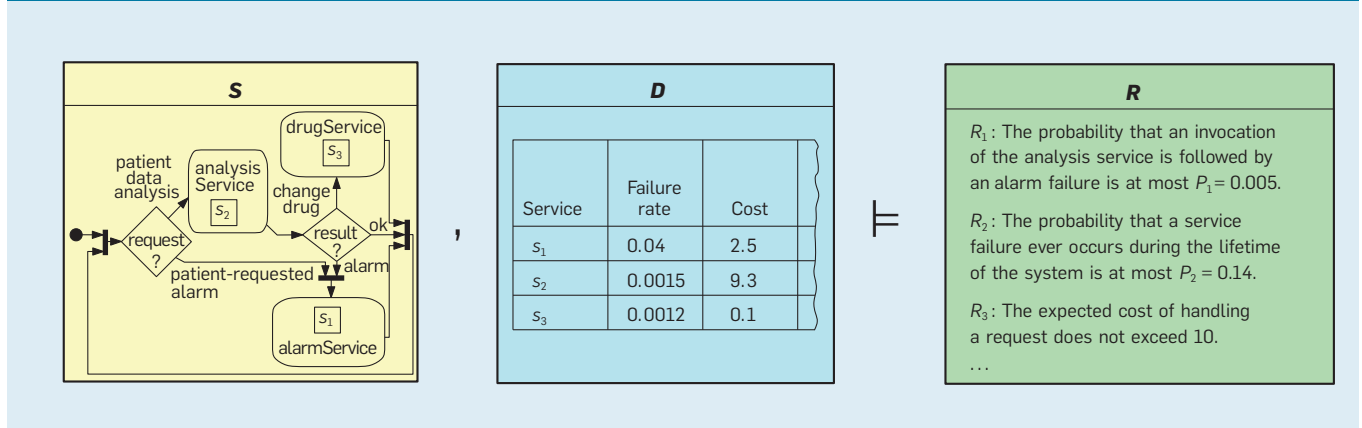 S
drugService
s3
patient
data
analysis
analysis
Service
s2
change
drug
request
?
result
?
ok
patient-requested
alarm
alarm
s1
alarmService
,
D
Service
Failure
rate
Cost
s1 0.04 2.5
s2 0.0015 9.3
s3 0.0012 0.1
⊨
R
R1: The probability that an invocation
of the analysis service is followed by
an alarm failure is at most P1 = 0.005.
R2: The probability that a service
failure ever occurs during the lifetime
of the system is at most P2 = 0.14.
R3: The expected cost of handling
a request does not exceed 10.
...